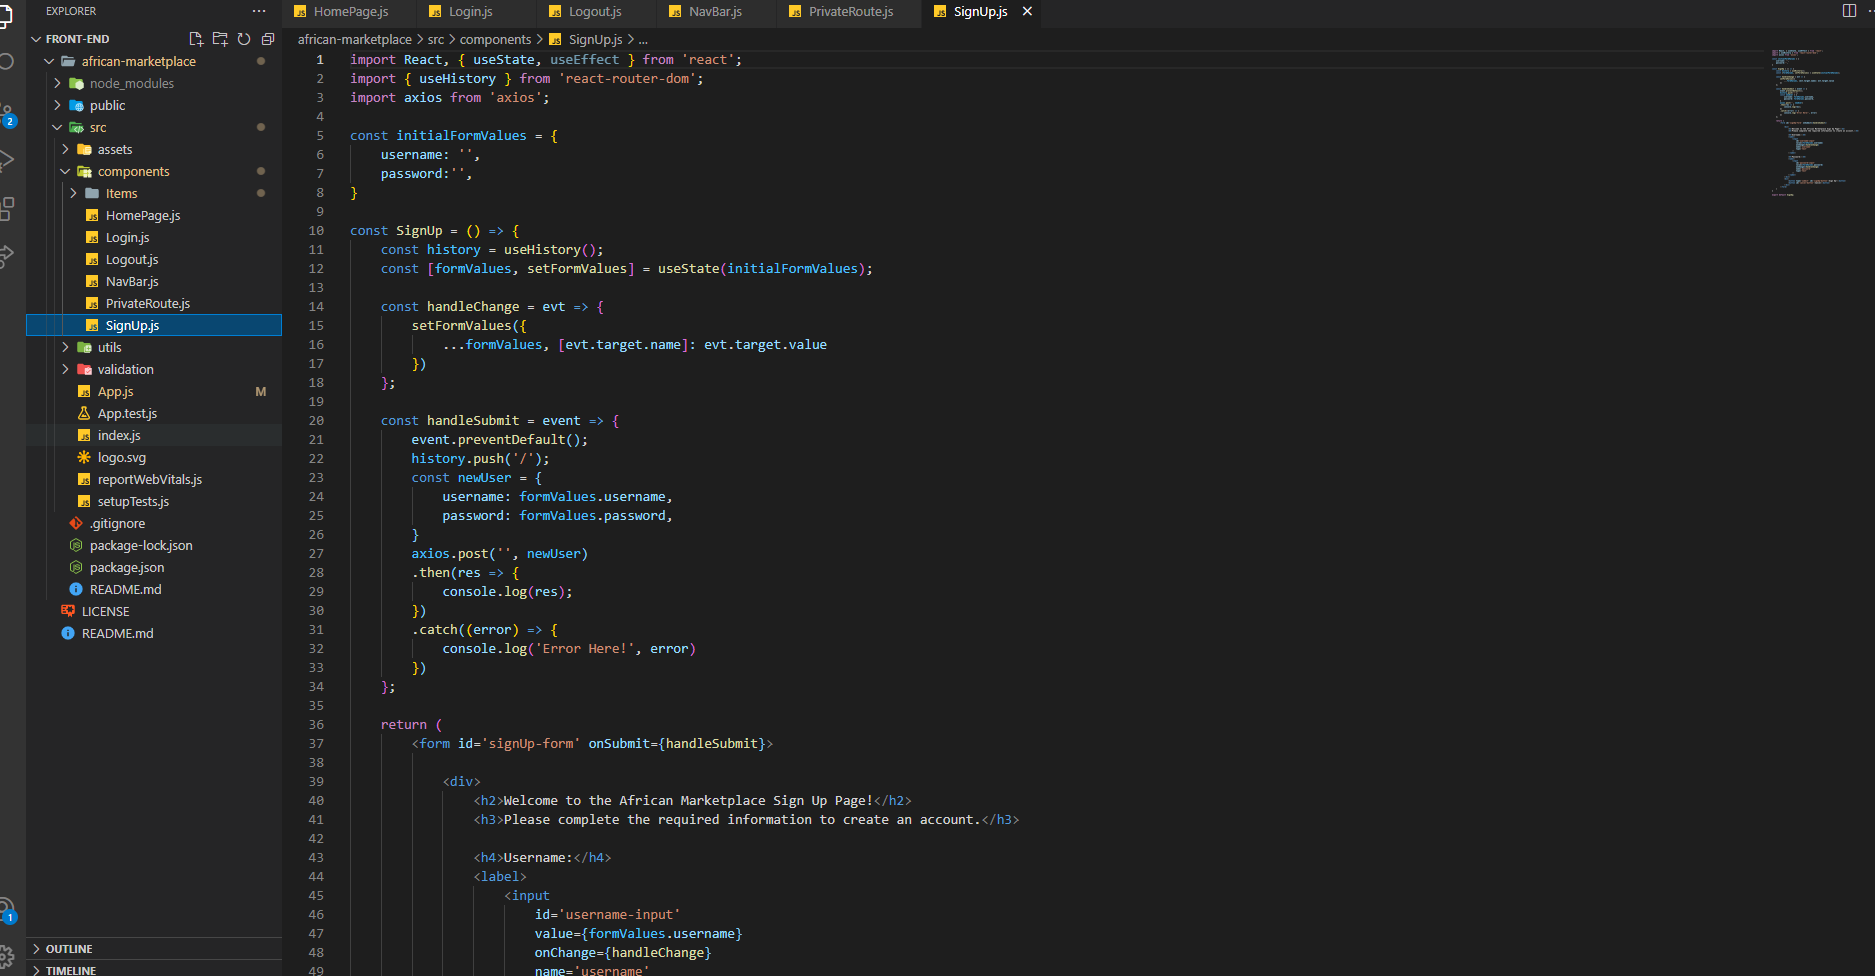 EXPLORER
FRONT-END
african-marketplace
node_modules
public
src
assets
components
Items
HomePage.js
Login.js
Logout.js
NavBar.js
PrivateRoute.js
SignUp.js
utils
validation
App.js M
App.test.js
index.js
logo.svg
reportWebVitals.js
setupTests.js
.gitignore
package-lock.json
package.json
README.md
LICENSE
README.md
OUTLINE
TIMELINE
2
1
HomePage.js Login.js Logout.js NavBar.js PrivateRoute.js SignUp.js
african-marketplace > src > components > SignUp.js > ...
1 import React, { useState, useEffect } from 'react';
2 import { useHistory } from 'react-router-dom';
3 import axios from 'axios';
4
5 const initialFormValues = {
6 username: '',
7 password:'',
8 }
9
10 const SignUp = () => {
11 const history = useHistory();
12 const [formValues, setFormValues] = useState(initialFormValues);
13
14 const handleChange = evt => {
15 setFormValues({
16 ...formValues, [evt.target.name]: evt.target.value
17 })
18 };
19
20 const handleSubmit = event => {
21 event.preventDefault();
22 history.push('/');
23 const newUser = {
24 username: formValues.username,
25 password: formValues.password,
26 }
27 axios.post('', newUser)
28 .then(res => {
29 console.log(res);
30 })
31 .catch((error) => {
32 console.log('Error Here!', error)
33 })
34 };
35
36 return (
37 <form id='signUp-form' onSubmit={handleSubmit}>
38
39 <div>
40 <h2>Welcome to the African Marketplace Sign Up Page!</h2>
41 <h3>Please complete the required information to create an account.</h3>
42
43 <h4>Username:</h4>
44 <label>
45 <input
46 id='username-input'
47 value={formValues.username}
48 onChange={handleChange}
49 name='username'